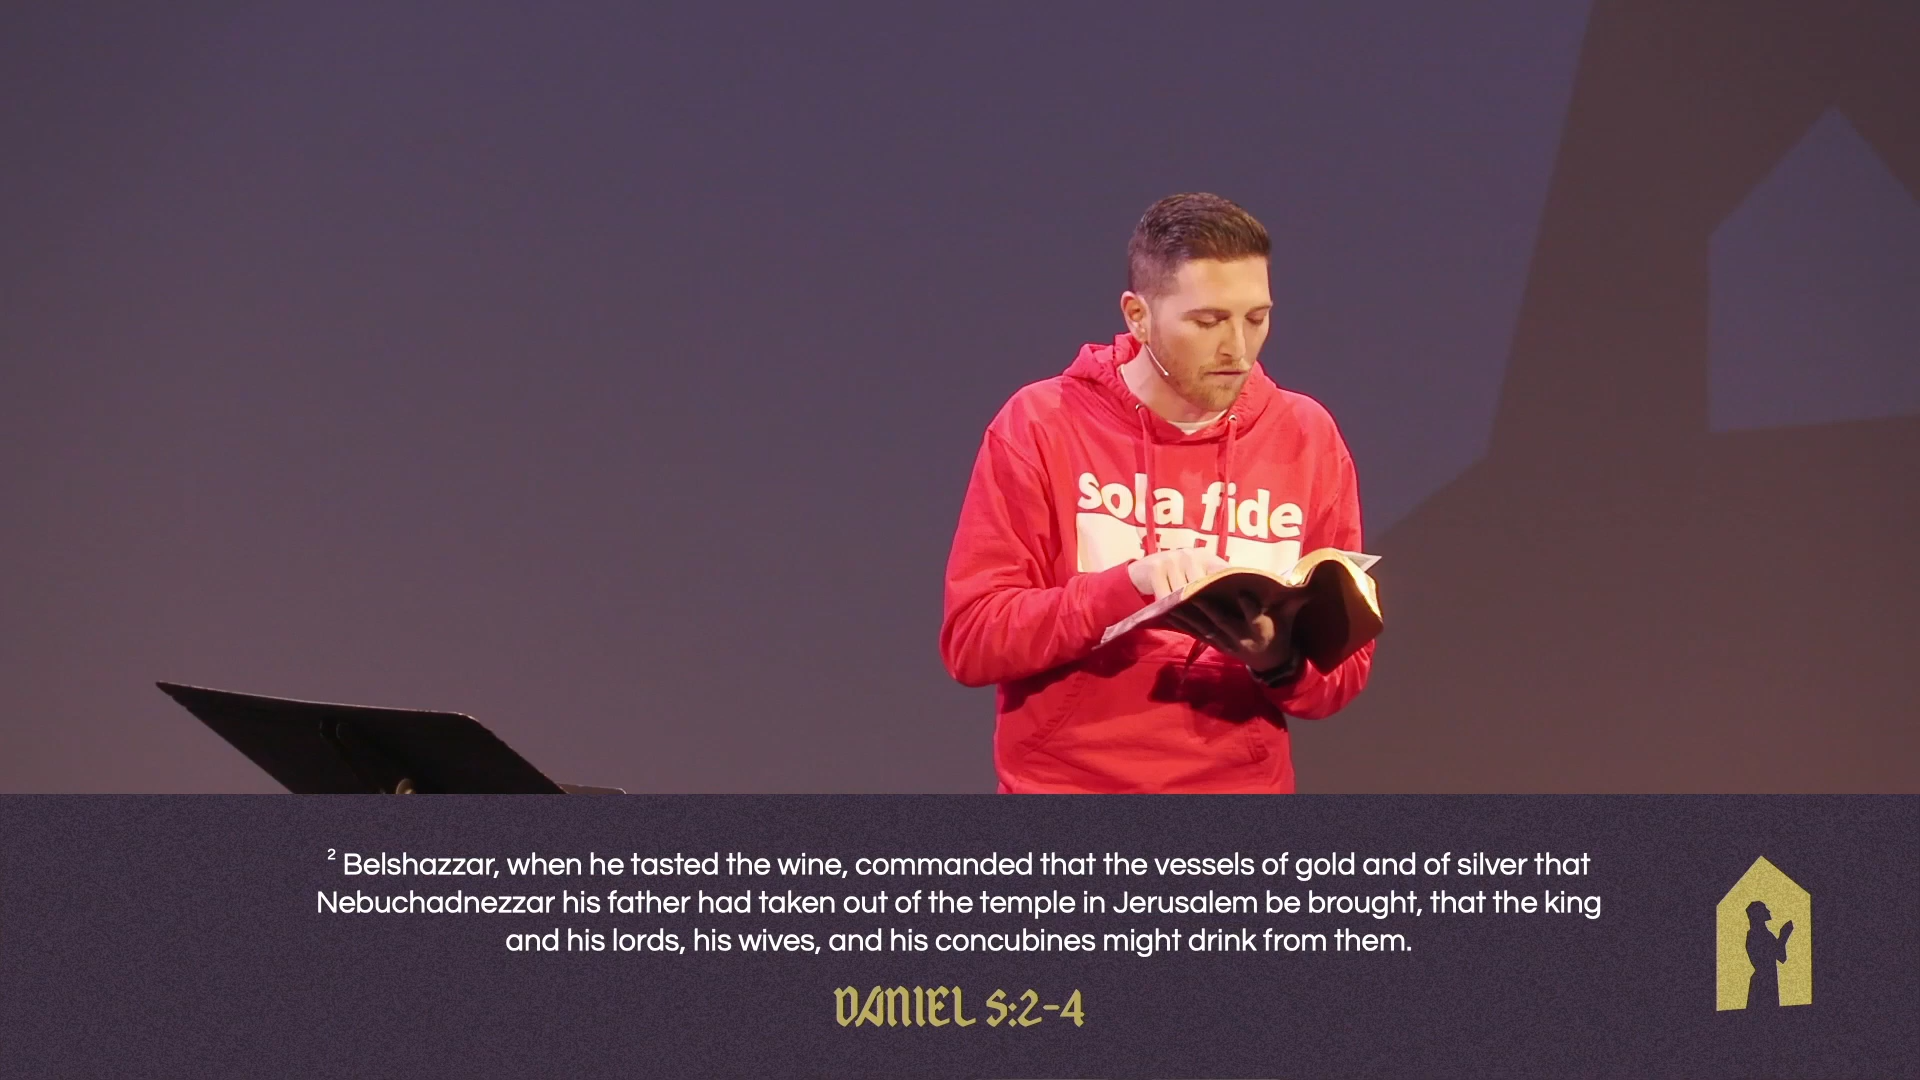 sola fide
² Belshazzar, when he tasted the wine, commanded that the vessels of gold and of silver that
Nebuchadnezzar his father had taken out of the temple in Jerusalem be brought, that the king
and his lords, his wives, and his concubines might drink from them.
DANIEL 5:2-4